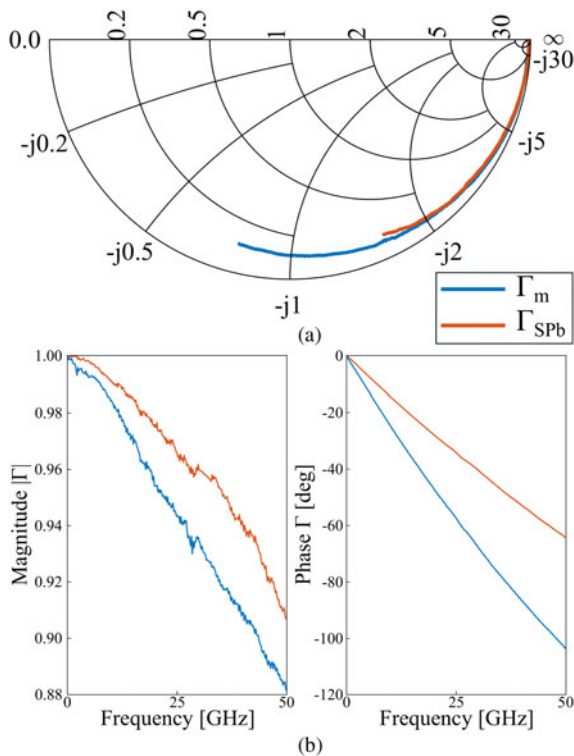 0.0
0.2
0.5
1
2
5
30
∞
-j30
-j5
-j2
-j1
-j0.5
-j0.2
Γm
ΓSPb
(a)
Magnitude |Γ|
1.00
0.98
0.96
0.94
0.92
0.90
0.88
0
25
50
Frequency [GHz]
Phase Γ [deg]
0
-20
-40
-60
-80
-100
-120
0
25
50
Frequency [GHz]
(b)